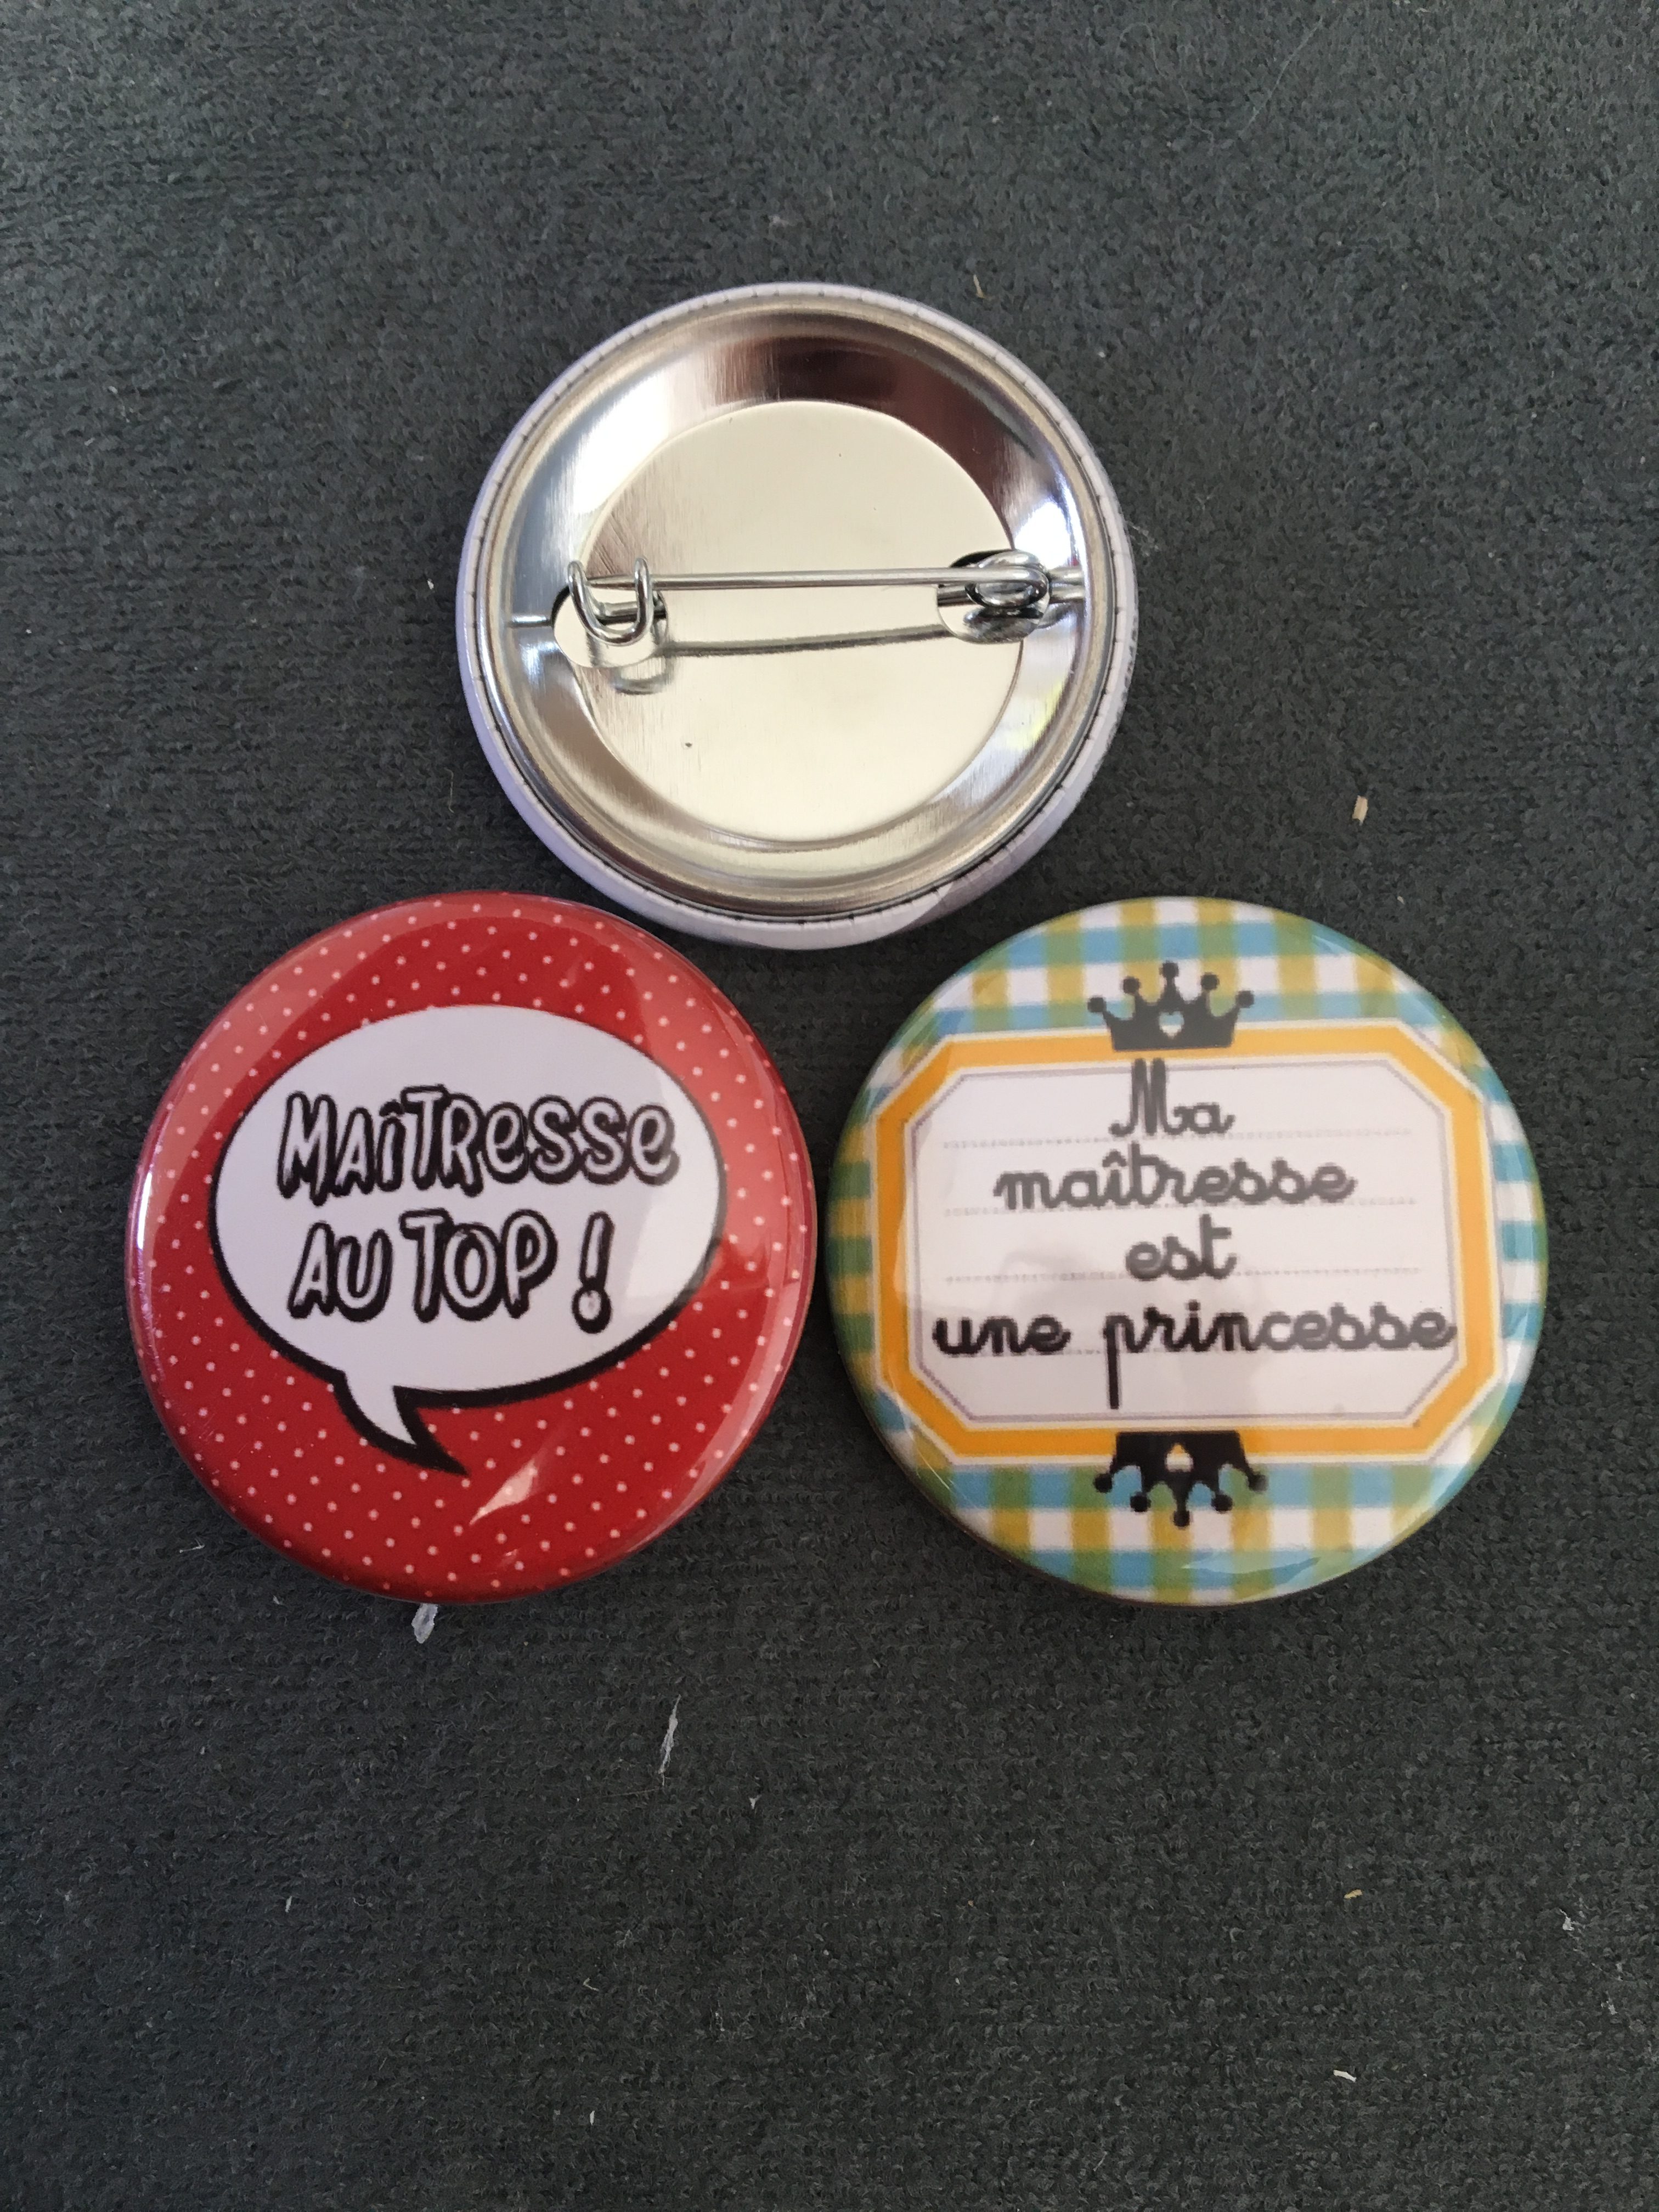 MAÎTRESSE
AU TOP !
Ma
maîtresse
est
une princesse